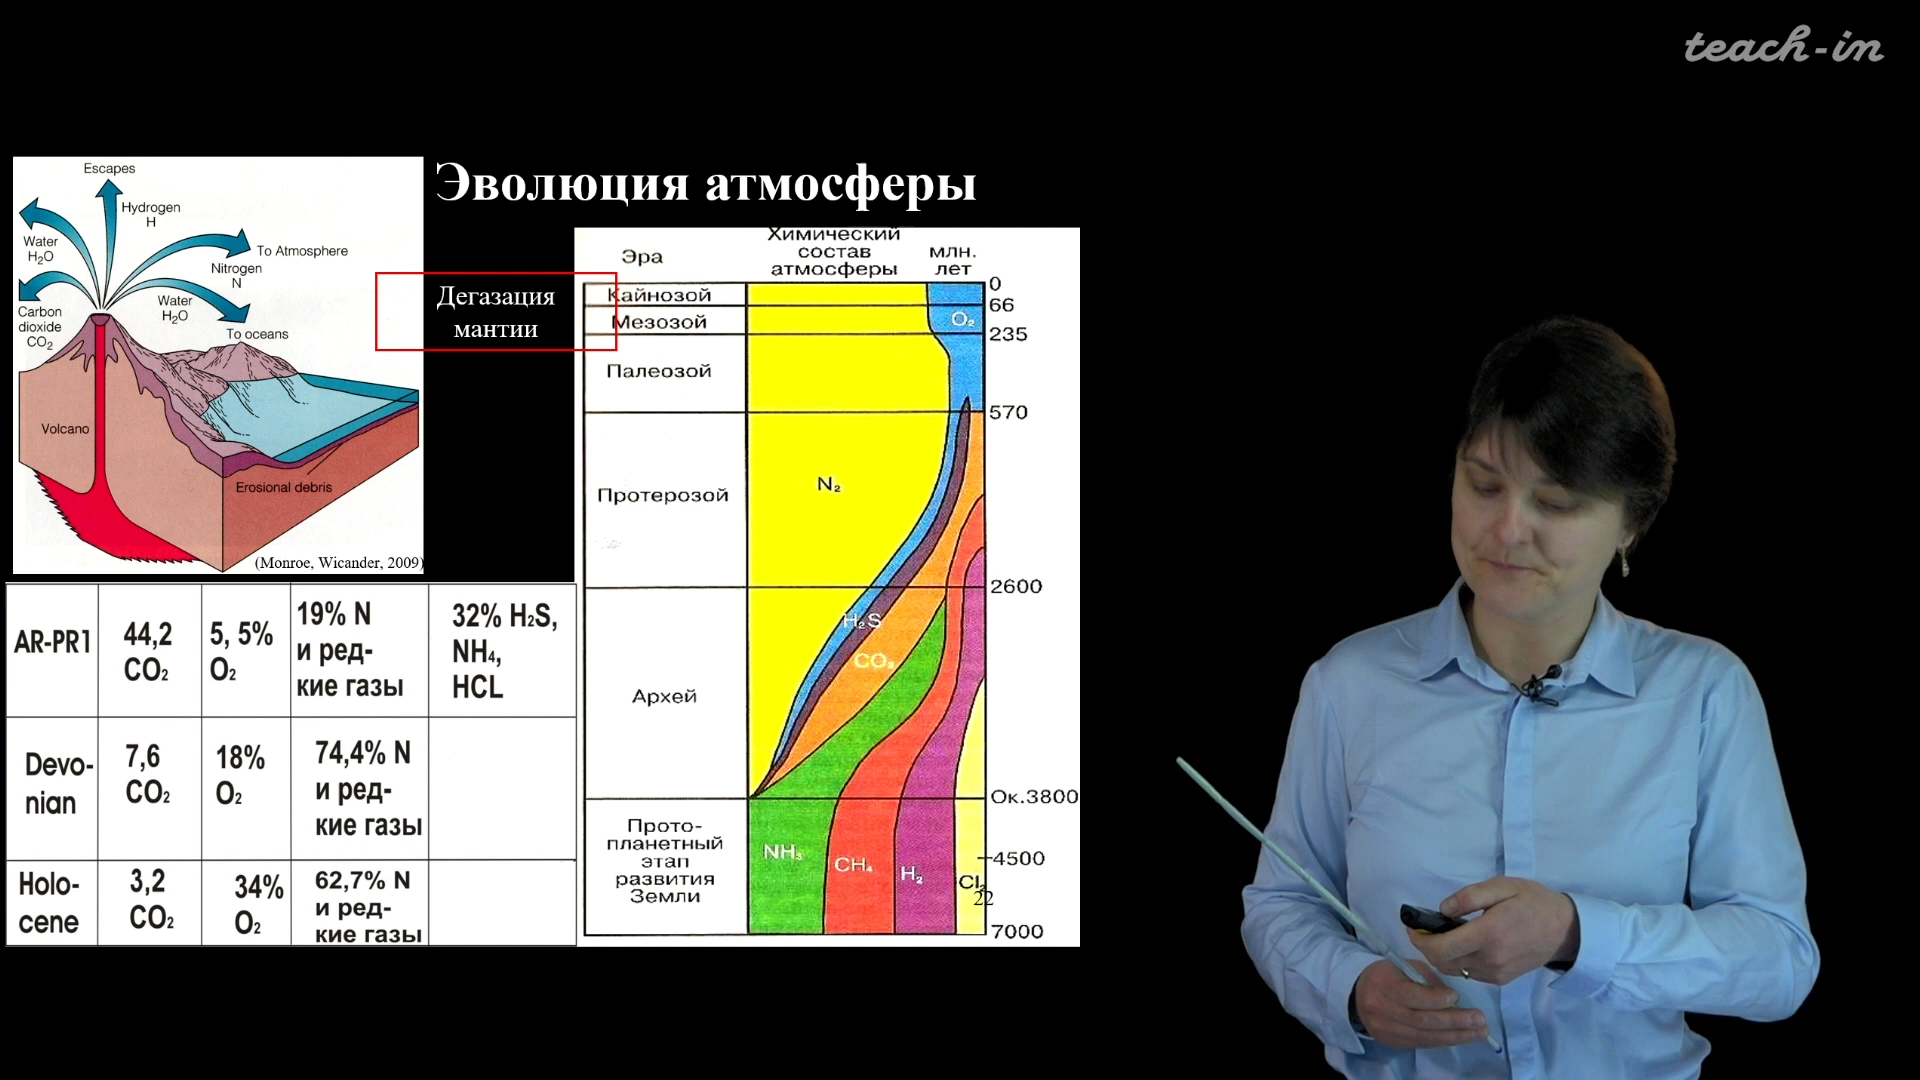 teach-in
Эволюция атмосферы
Escapes
Hydrogen
H
Water
H₂O
To Atmosphere
Nitrogen
N
Carbon
dioxide
CO₂
Water
H₂O
To oceans
Volcano
Erosional debris
(Monroe, Wicander, 2009)
Дегазация
мантии
Эра
Химический
состав
атмосферы
млн.
лет
0
Кайнозой
66
Мезозой
O₂
235
Палеозой
570
Протерозой
N₂
2600
H₂S
CO₂
Архей
Ок.3800
Прото-
планетный
этап
развития
Земли
NH₃
CH₄
H₂
Cl₂
4500
22
7000
AR-PR1
44,2
CO₂
5, 5%
O₂
19% N
и ред-
кие газы
32% H₂S,
NH₄,
HCL
Devo-
nian
7,6
CO₂
18%
O₂
74,4% N
и ред-
кие газы
Holo-
cene
3,2
CO₂
34%
O₂
62,7% N
и ред-
кие газы